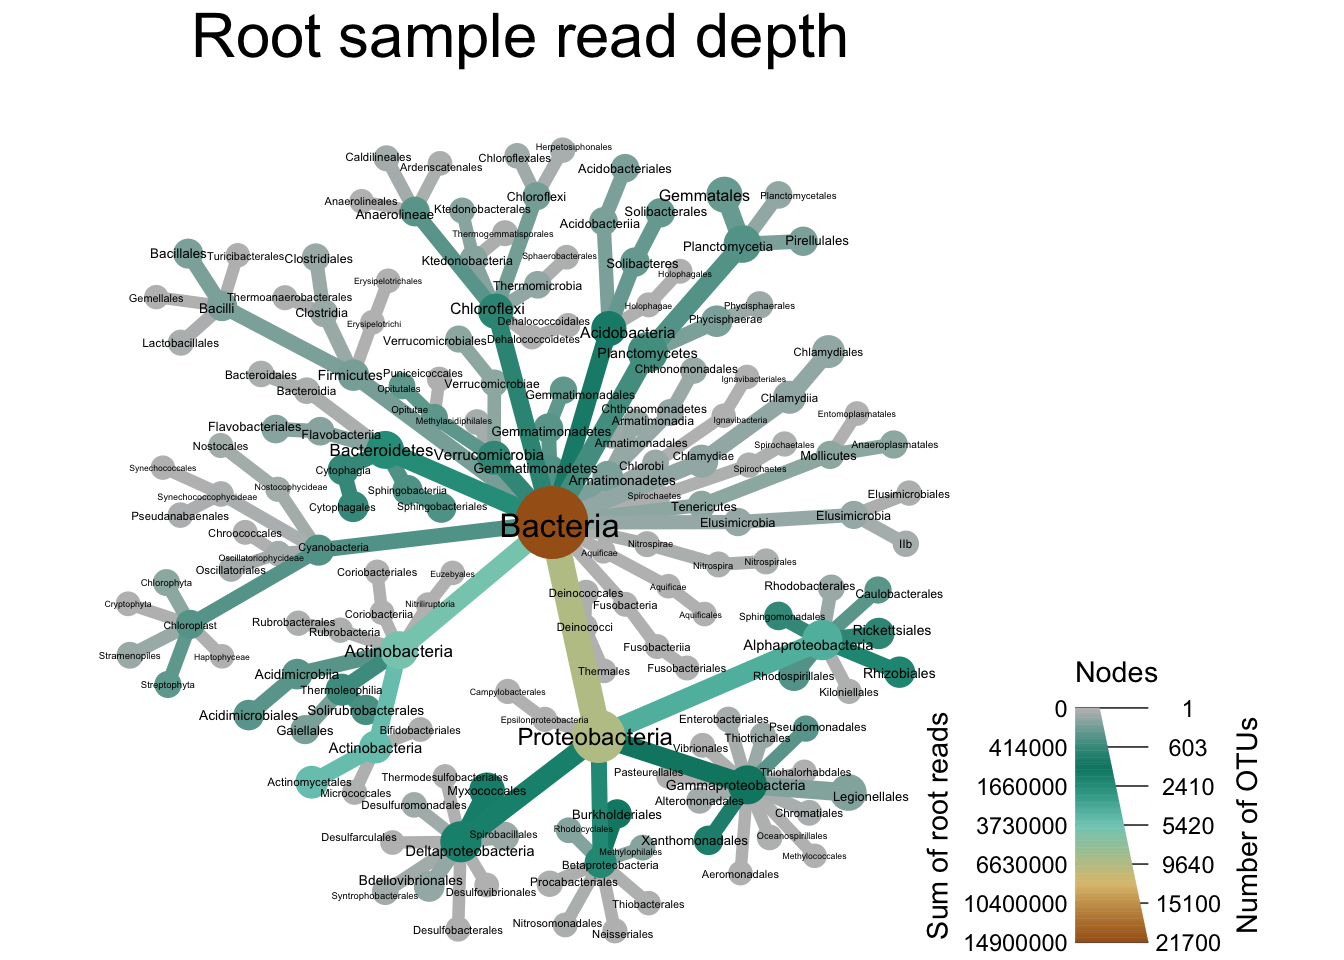 Root sample read depth
Herpetosiphonales
Caldilineales
Chloroflexales
Ardenscatenales
Acidobacteriales
Gemmatales
Planctomycetales
Chloroflexi
Anaerolineales
Anaerolineae
Ktedonobacterales
Solibacterales
Acidobacteriia
Thermogemmatisporales
Planctomycetia
Pirellulales
Bacillales
Turicibacterales
Clostridiales
Ktedonobacteria
Sphaerobacterales
Solibacteres
Holophagales
Erysipelotrichales
Thermomicrobia
Gemellales
Thermoanaerobacterales
Bacilli
Clostridia
Chloroflexi
Holophagae
Phycisphaerales
Erysipelotrichi
Dehalococcoidales
Phycisphaerae
Acidobacteria
Lactobacillales
Verrucomicrobiales
Dehalococcoidetes
Planctomycetes
Chlamydiales
Bacteroidales
Firmicutes
Puniceicoccales
Chthonomonadales
Ignavibacteriales
Bacteroidia
Opitutales
Verrucomicrobiae
Gemmatimonadales
Chlamydiia
Opitutae
Methylacidiphilales
Chthonomonadetes
Armatimonadia
Ignavibacteria
Entomoplasmatales
Flavobacteriales
Flavobacteriia
Gemmatimonadetes
Armatimonadales
Spirochaetales
Anaeroplasmatales
Nostocales
Bacteroidetes
Verrucomicrobia
Chlamydiae
Mollicutes
Synechococcales
Cytophagia
Gemmatimonadetes
Chlorobi
Spirochaetes
Armatimonadetes
Nostocophycideae
Sphingobacteriia
Spirochaetes
Elusimicrobiales
Synechococcophycideae
Cytophagales
Sphingobacteriales
Tenericutes
Pseudanabaenales
Elusimicrobia
Elusimicrobia
Bacteria
Chroococcales
Cyanobacteria
Nitrospirae
IIb
Oscillatoriophycideae
Aquificae
Nitrospira
Nitrospirales
Oscillatoriales
Coriobacteriales
Euzebyales
Chlorophyta
Aquificae
Rhodobacterales
Deinococcales
Caulobacterales
Cryptophyta
Nitriliruptoria
Fusobacteria
Coriobacteriia
Aquificales
Sphingomonadales
Chloroplast
Rubrobacterales
Rubrobacteria
Deinococci
Rickettsiales
Alphaproteobacteria
Stramenopiles
Haptophyceae
Actinobacteria
Fusobacteriia
Fusobacteriales
Streptophyta
Acidimicrobiia
Thermales
Rhodospirillales
Rhizobiales
Thermoleophilia
Campylobacterales
Kiloniellales
Acidimicrobiales
Solirubrobacterales
Epsilonproteobacteria
Enterobacteriales
Gaiellales
Bifidobacteriales
Pseudomonadales
Proteobacteria
Thiotrichales
Actinobacteria
Vibrionales
Actinomycetales
Thermodesulfobacteriales
Pasteurellales
Thiohalorhabdales
Micrococcales
Myxococcales
Gammaproteobacteria
Desulfuromonadales
Alteromonadales
Legionellales
Burkholderiales
Chromatiales
Desulfarculales
Spirobacillales
Rhodocyclales
Xanthomonadales
Oceanospirillales
Deltaproteobacteria
Methylophilales
Methylococcales
Betaproteobacteria
Bdellovibrionales
Procabacteriales
Aeromonadales
Syntrophobacterales
Desulfovibrionales
Thiobacterales
Nitrosomonadales
Desulfobacterales
Neisseriales
Nodes
0 1
414000 603
1660000 2410
3730000 5420
6630000 9640
10400000 15100
14900000 21700
Sum of root reads
Number of OTUs